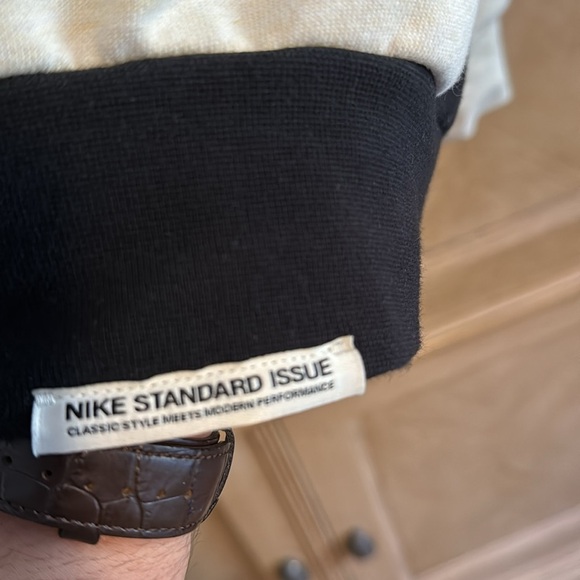 NIKE STANDARD ISSUE
CLASSIC STYLE MEETS MODERN PERFORMANCE